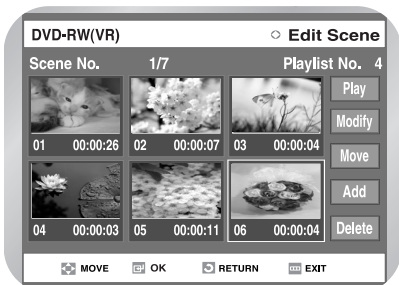 DVD-RW(VR) Edit Scene
Scene No. 1/7 Playlist No. 4
Play
Modify
Move
Add
Delete
01 00:00:26 02 00:00:07 03 00:00:04
04 00:00:03 05 00:00:11 06 00:00:04
MOVE OK RETURN EXIT